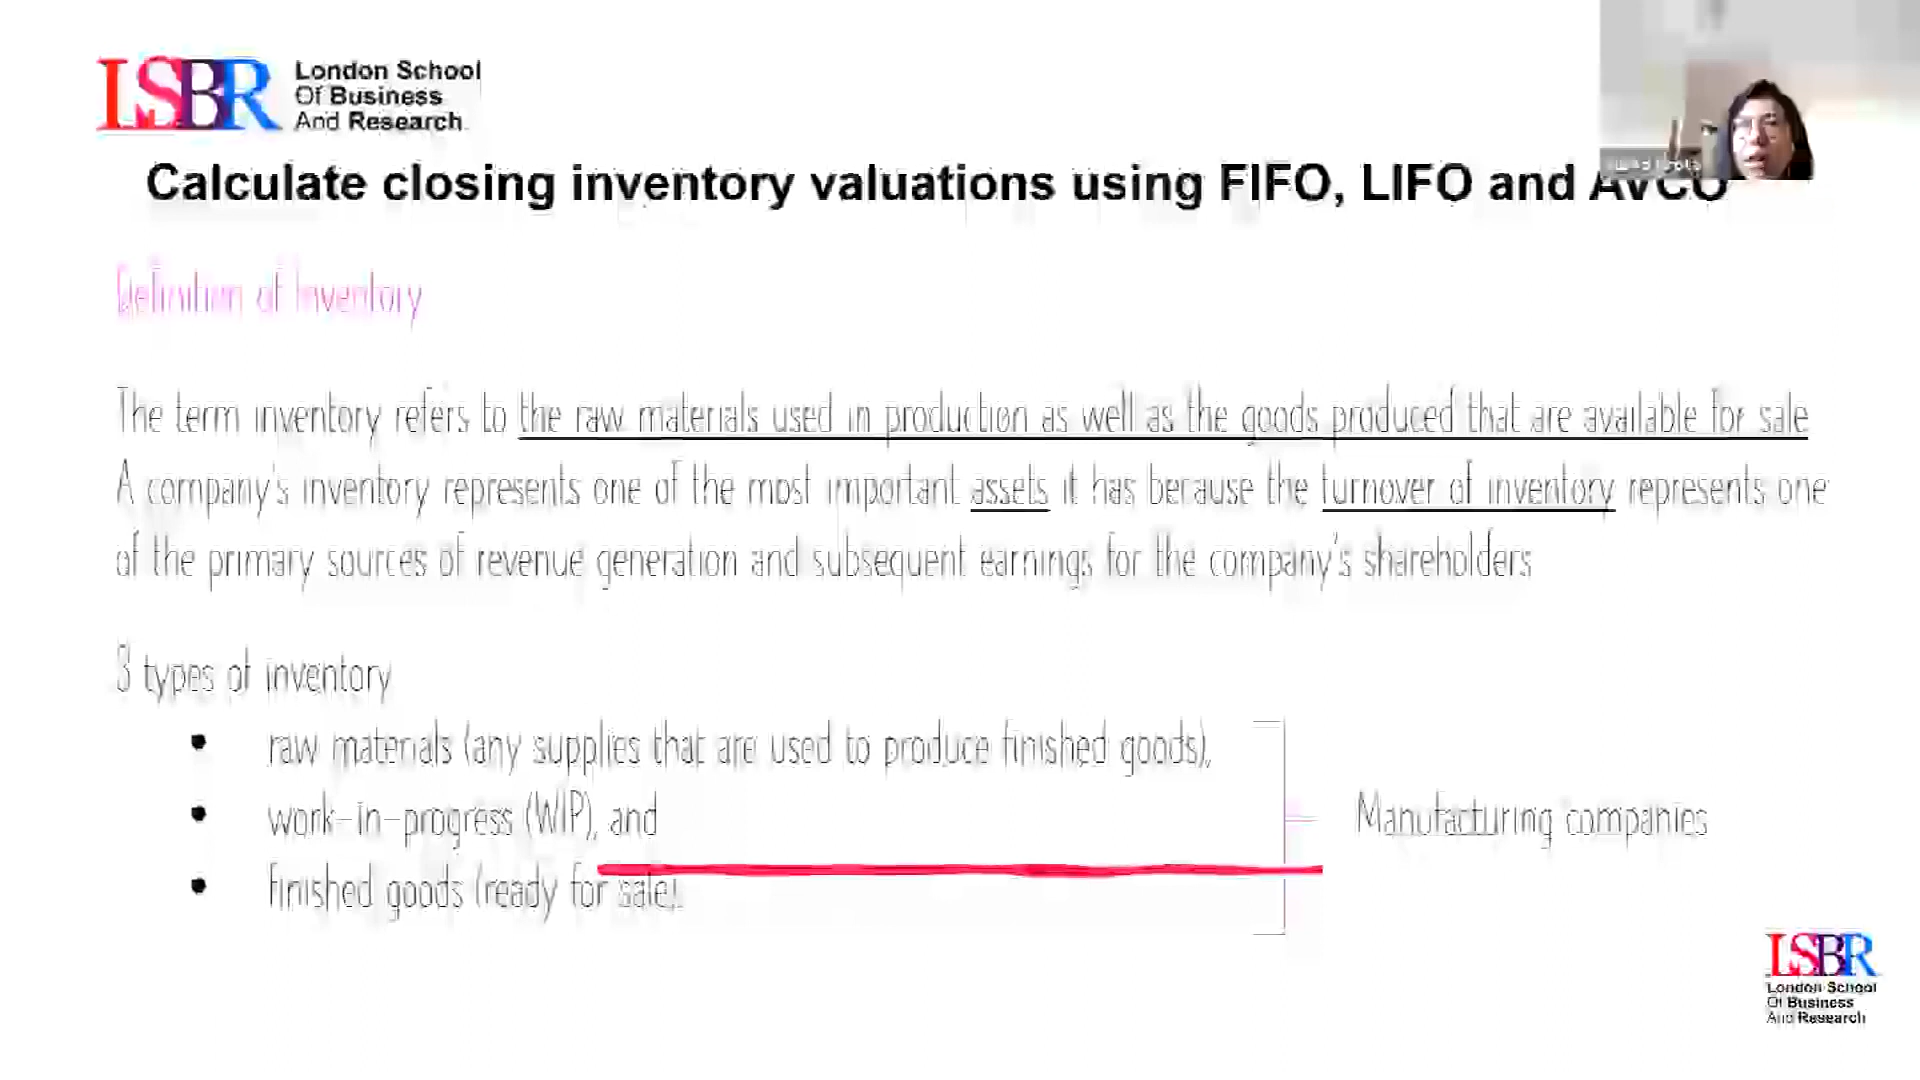 LSBR London School
Of Business
And Research
Calculate closing inventory valuations using FIFO, LIFO and AVCO
Definition of Inventory
The term inventory refers to the raw materials used in production as well as the goods produced that are available for sale
A company's inventory represents one of the most important assets it has because the turnover of inventory represents one
of the primary sources of revenue generation and subsequent earnings for the company's shareholders
3 types of inventory
• raw materials (any supplies that are used to produce finished goods),
• work-in-progress (WIP), and
• finished goods (ready for sale).
Manufacturing companies
LSBR
London School
Of Business
And Research